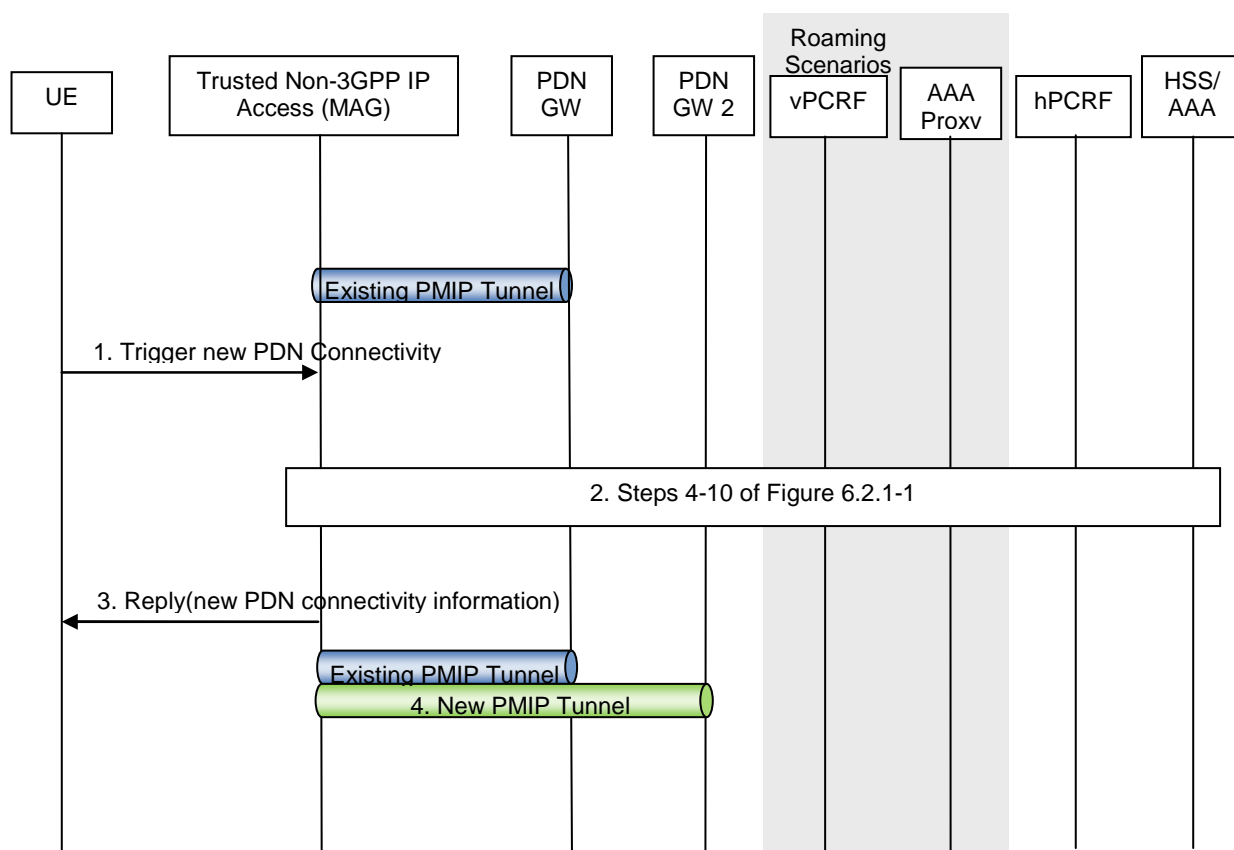 Roaming
Scenarios
UE
Trusted Non-3GPP IP
Access (MAG)
PDN
GW
PDN
GW 2
vPCRF
AAA
Proxy
hPCRF
HSS/
AAA
Existing PMIP Tunnel
1. Trigger new PDN Connectivity
2. Steps 4-10 of Figure 6.2.1-1
3. Reply(new PDN connectivity information)
Existing PMIP Tunnel
4. New PMIP Tunnel